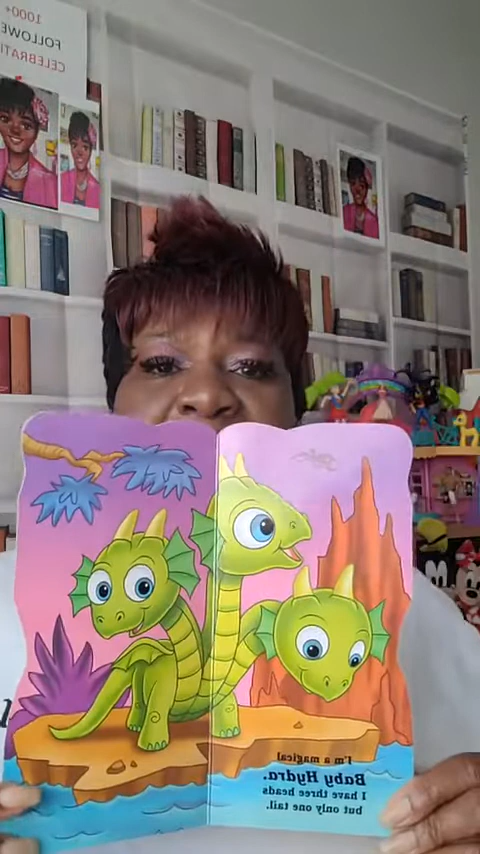 1000+
FOLLOWE
CELEBRATI
I'm a magical
Baby Hydra.
I have three heads
but only one tail.